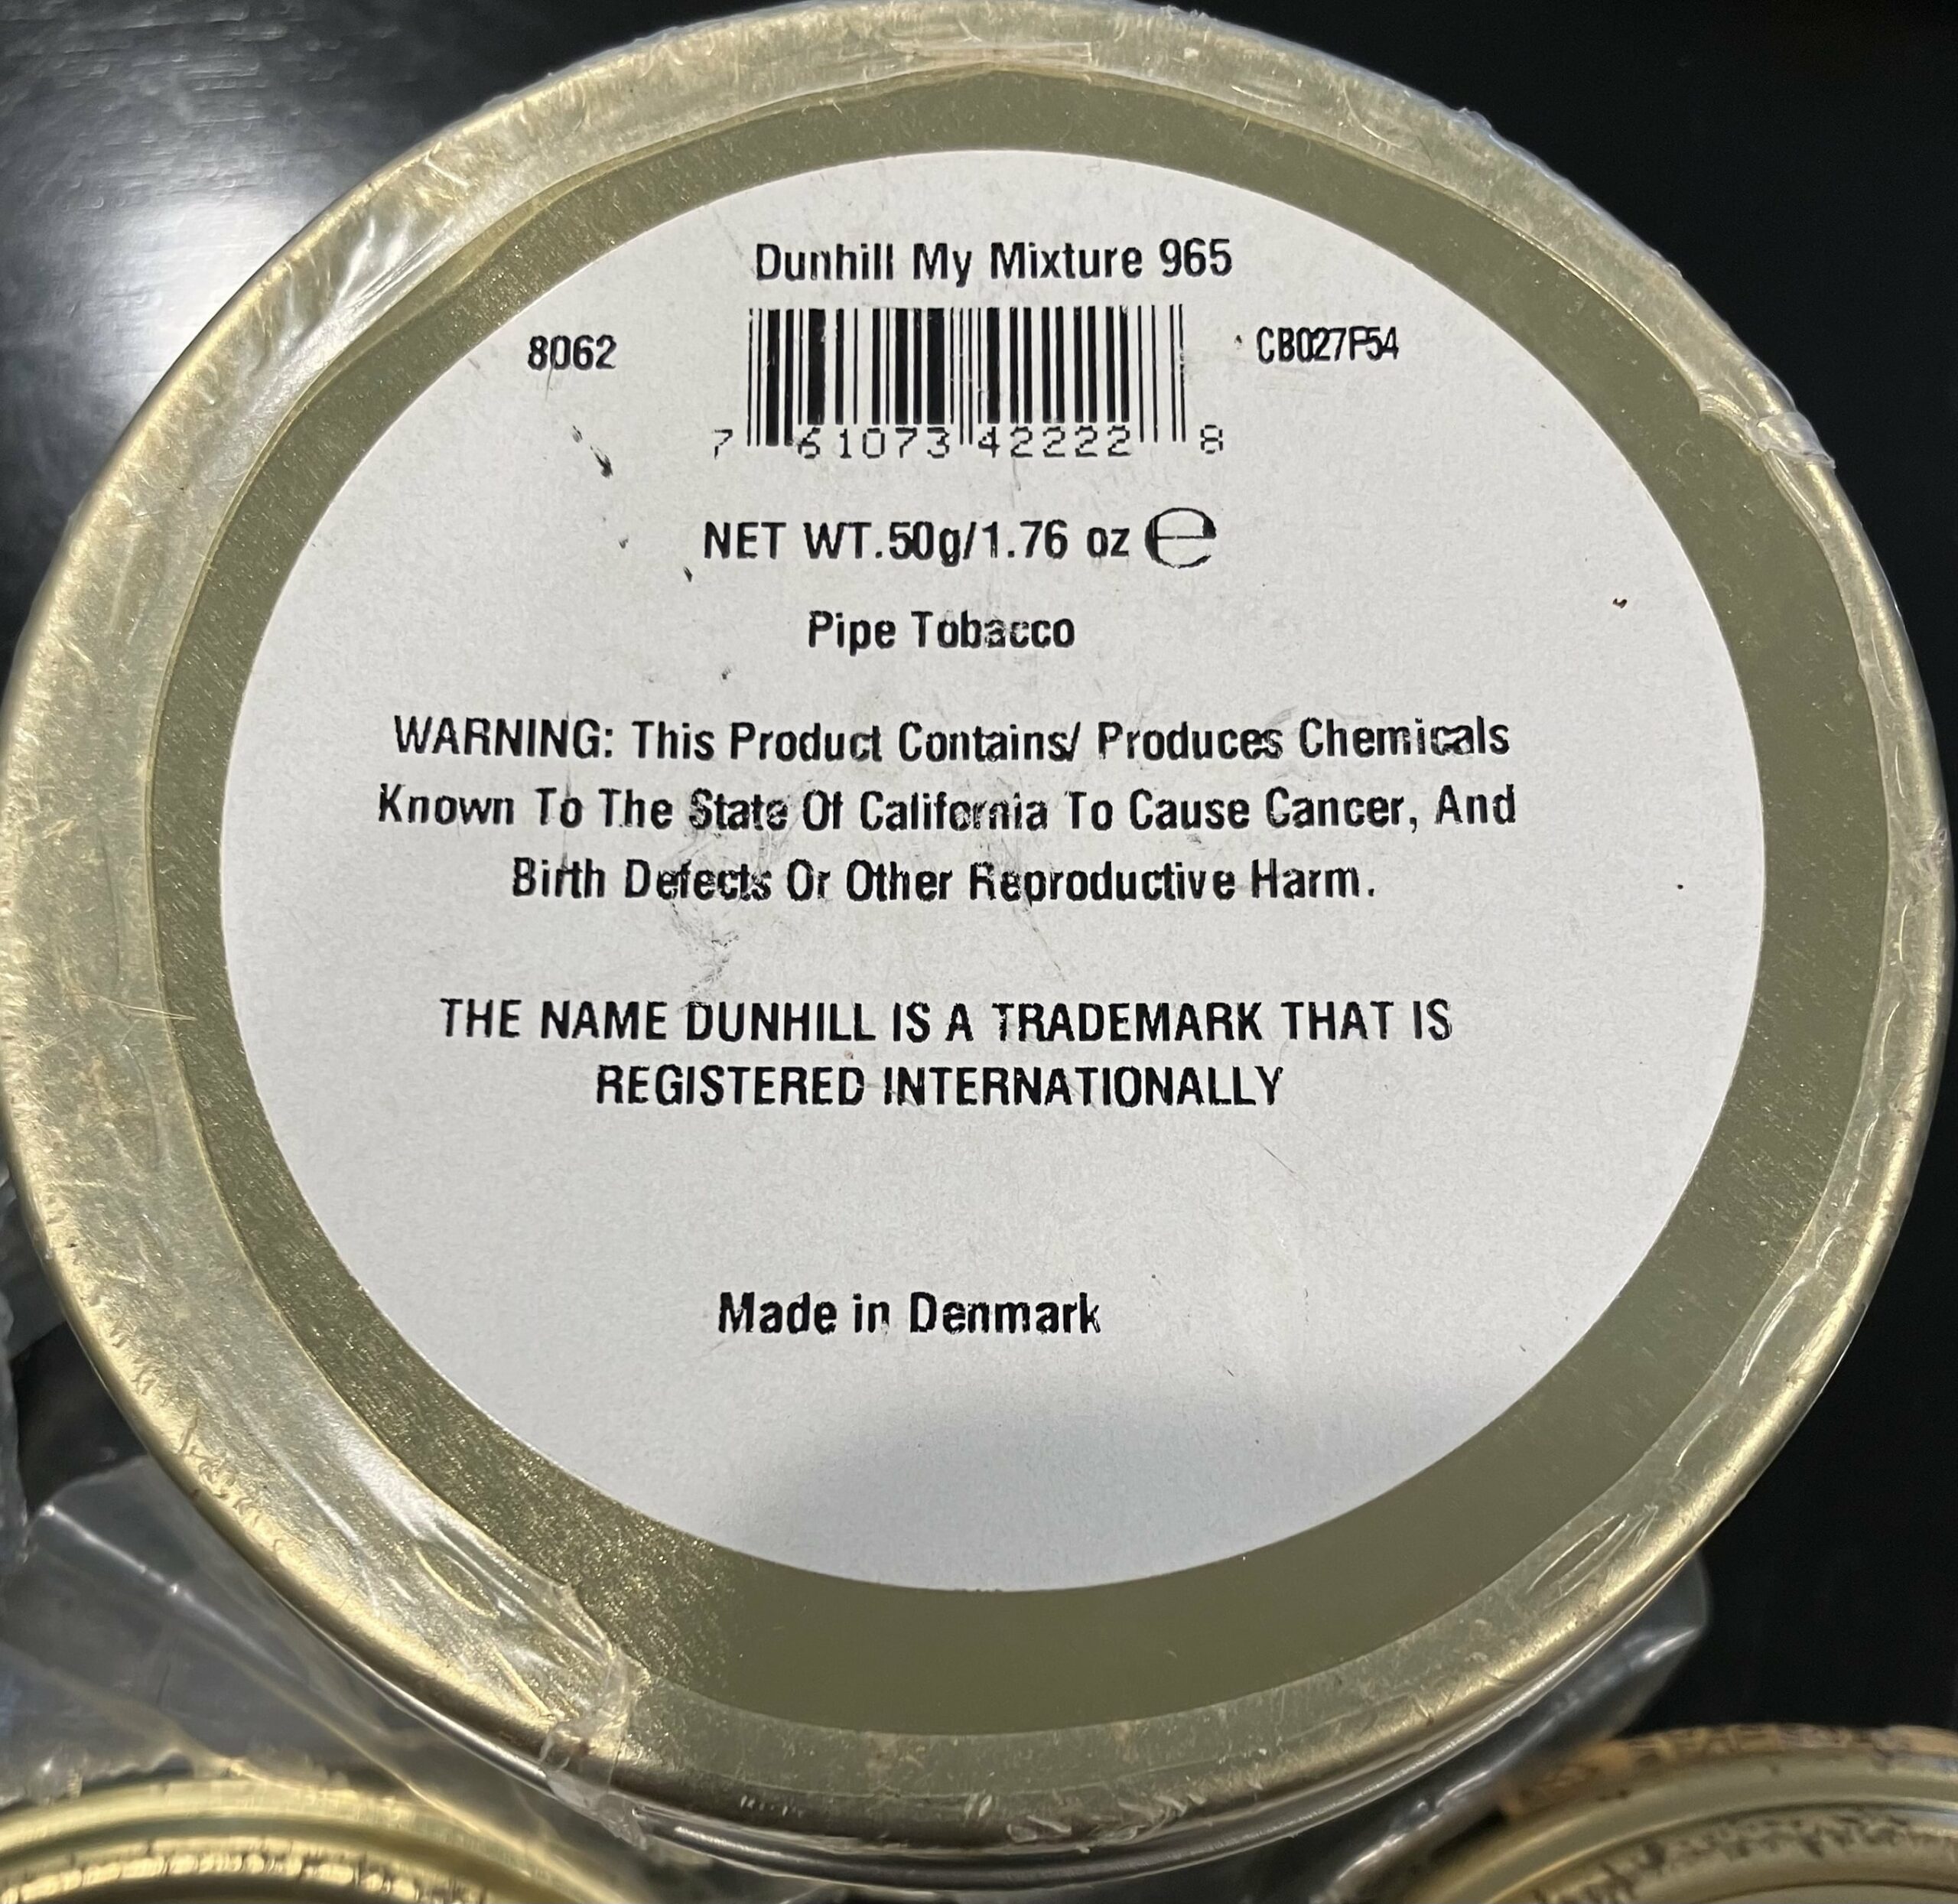 Dunhill My Mixture 965
8062
CB027F54
7 61073 42222 8
NET WT.50g/1.76 oz ℮
Pipe Tobacco
WARNING: This Product Contains/ Produces Chemicals
Known To The State Of California To Cause Cancer, And
Birth Defects Or Other Reproductive Harm.
THE NAME DUNHILL IS A TRADEMARK THAT IS
REGISTERED INTERNATIONALLY
Made in Denmark